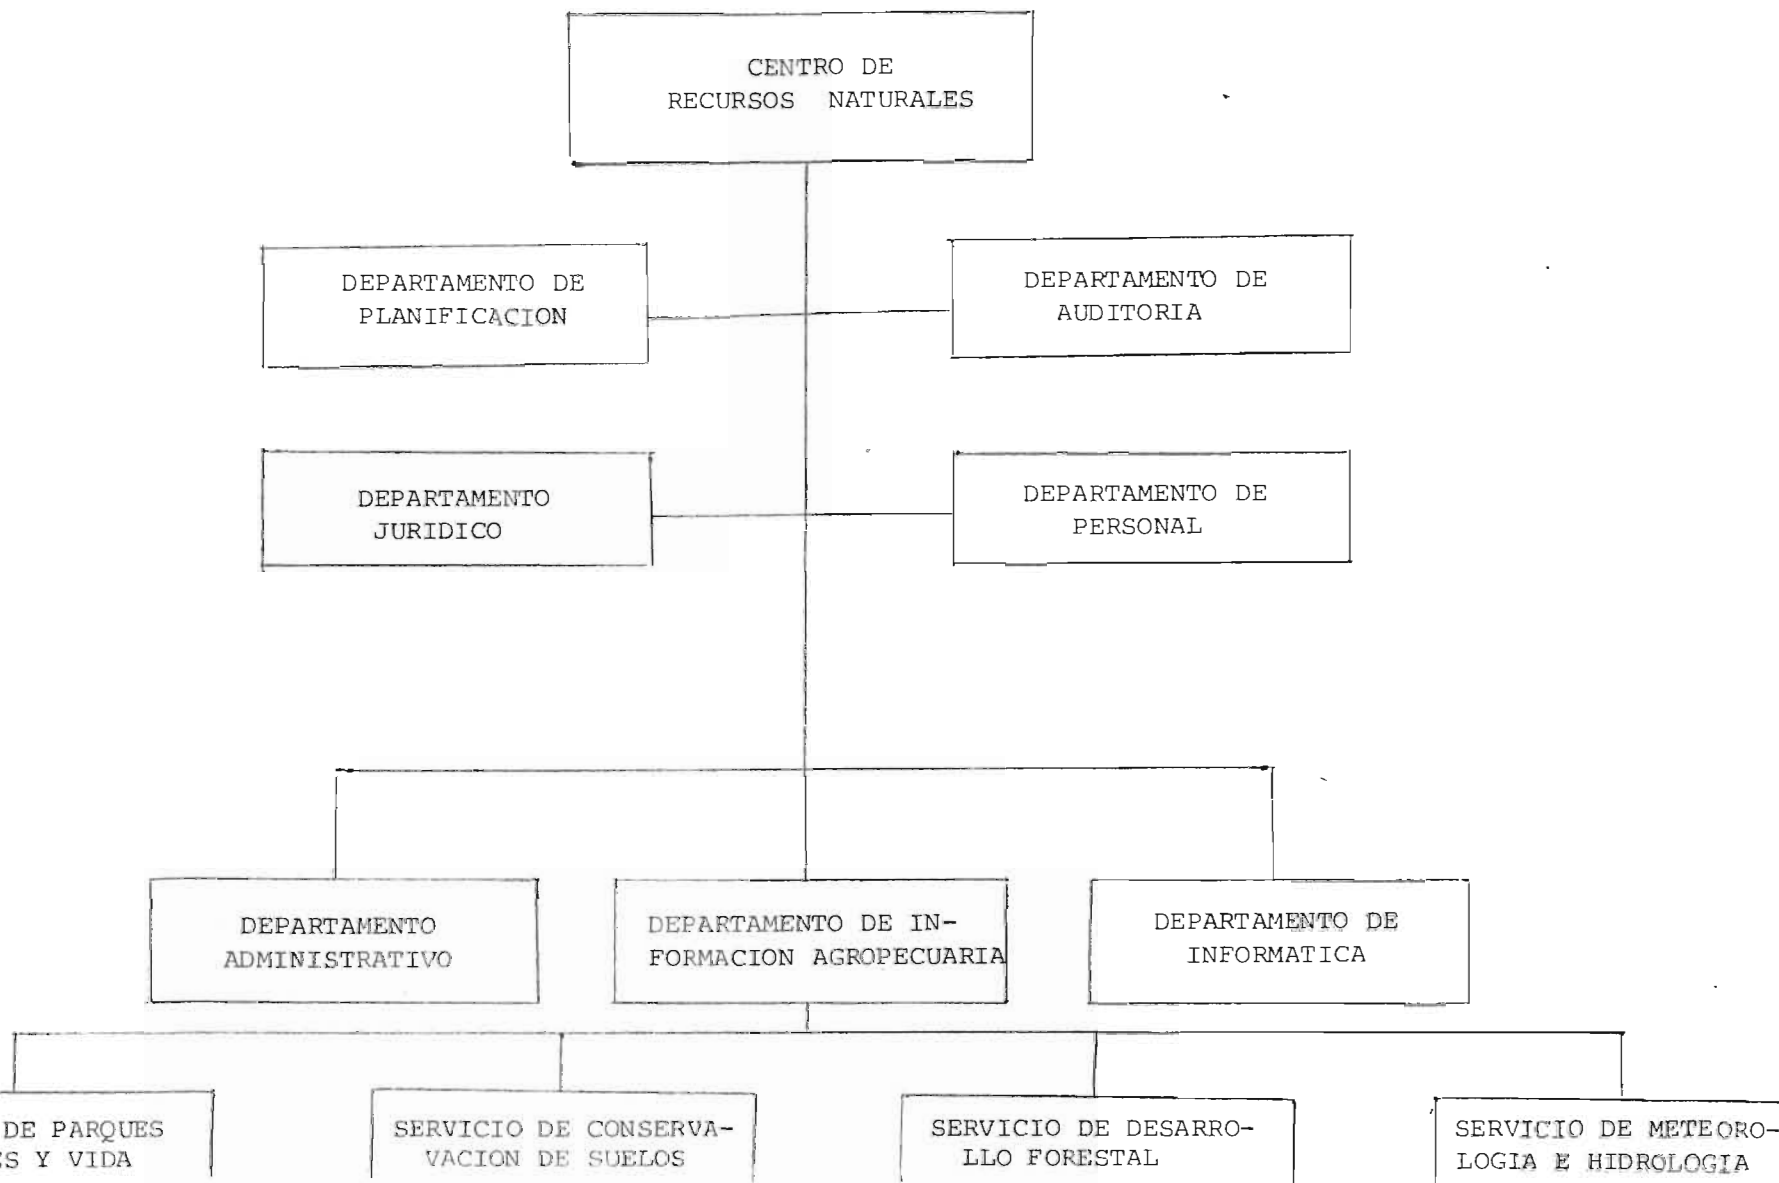 CENTRO DE
RECURSOS NATURALES
DEPARTAMENTO DE
PLANIFICACION
DEPARTAMENTO DE
AUDITORIA
DEPARTAMENTO
JURIDICO
DEPARTAMENTO DE
PERSONAL
DEPARTAMENTO
ADMINISTRATIVO
DEPARTAMENTO DE IN-
FORMACION AGROPECUARIA
DEPARTAMENTO DE
INFORMATICA
DE PARQUES
ES Y VIDA
SERVICIO DE CONSERVA-
VACION DE SUELOS
SERVICIO DE DESARRO-
LLO FORESTAL
SERVICIO DE METEORO-
LOGIA E HIDROLOGIA